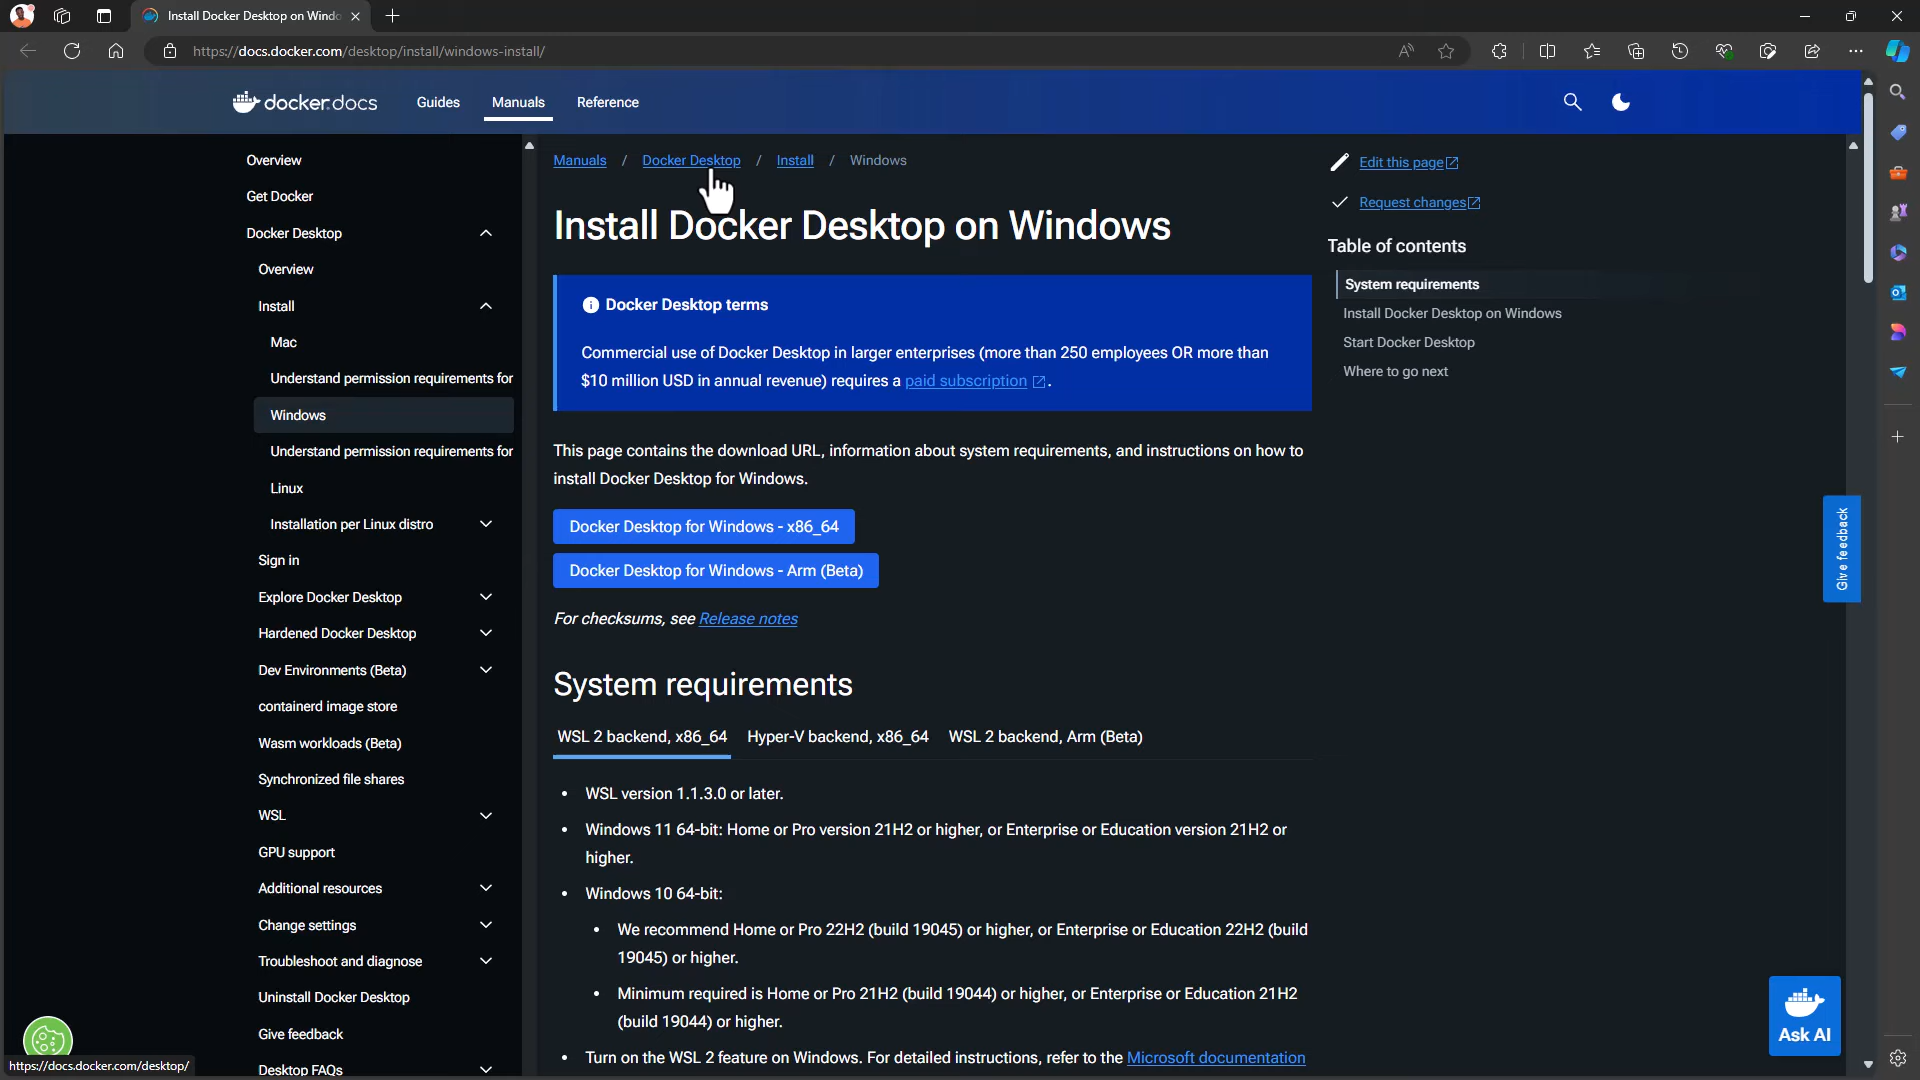 Install Docker Desktop on Windo
https://docs.docker.com/desktop/install/windows-install/
docker.docs
Guides
Manuals
Reference
Overview
Get Docker
Docker Desktop
Overview
Install
Mac
Understand permission requirements for
Windows
Understand permission requirements for
Linux
Installation per Linux distro
Sign in
Explore Docker Desktop
Hardened Docker Desktop
Dev Environments (Beta)
containerd image store
Wasm workloads (Beta)
Synchronized file shares
WSL
GPU support
Additional resources
Change settings
Troubleshoot and diagnose
Uninstall Docker Desktop
Give feedback
Desktop FAQs
https://docs.docker.com/desktop/
Manuals / Docker Desktop / Install / Windows
Install Docker Desktop on Windows
Docker Desktop terms
Commercial use of Docker Desktop in larger enterprises (more than 250 employees OR more than
$10 million USD in annual revenue) requires a paid subscription .
This page contains the download URL, information about system requirements, and instructions on how to
install Docker Desktop for Windows.
Docker Desktop for Windows - x86_64
Docker Desktop for Windows - Arm (Beta)
For checksums, see Release notes
System requirements
WSL 2 backend, x86_64 Hyper-V backend, x86_64 WSL 2 backend, Arm (Beta)
• WSL version 1.1.3.0 or later.
• Windows 11 64-bit: Home or Pro version 21H2 or higher, or Enterprise or Education version 21H2 or
higher.
• Windows 10 64-bit:
• We recommend Home or Pro 22H2 (build 19045) or higher, or Enterprise or Education 22H2 (build
19045) or higher.
• Minimum required is Home or Pro 21H2 (build 19044) or higher, or Enterprise or Education 21H2
(build 19044) or higher.
• Turn on the WSL 2 feature on Windows. For detailed instructions, refer to the Microsoft documentation
Edit this page
Request changes
Table of contents
System requirements
Install Docker Desktop on Windows
Start Docker Desktop
Where to go next
Give feedback
Ask AI